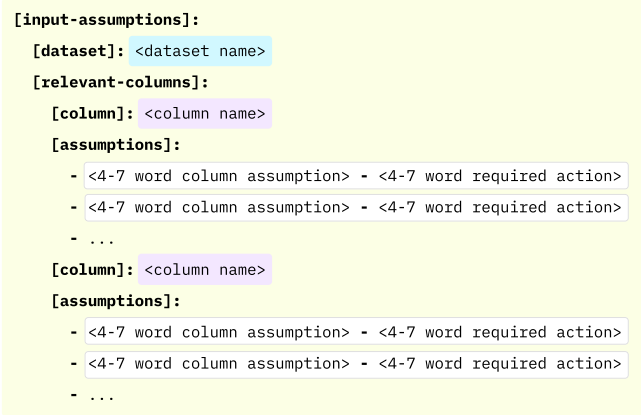 [input-assumptions]:
[dataset]: <dataset name>
[relevant-columns]:
[column]: <column name>
[assumptions]:
- <4-7 word column assumption> - <4-7 word required action>
- <4-7 word column assumption> - <4-7 word required action>
- ...
[column]: <column name>
[assumptions]:
- <4-7 word column assumption> - <4-7 word required action>
- <4-7 word column assumption> - <4-7 word required action>
- ...